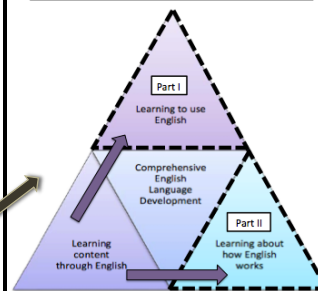 Part I
Learning to use
English
Comprehensive
English
Language
Development
Part II
Learning
content
through English
Learning about
how English
works